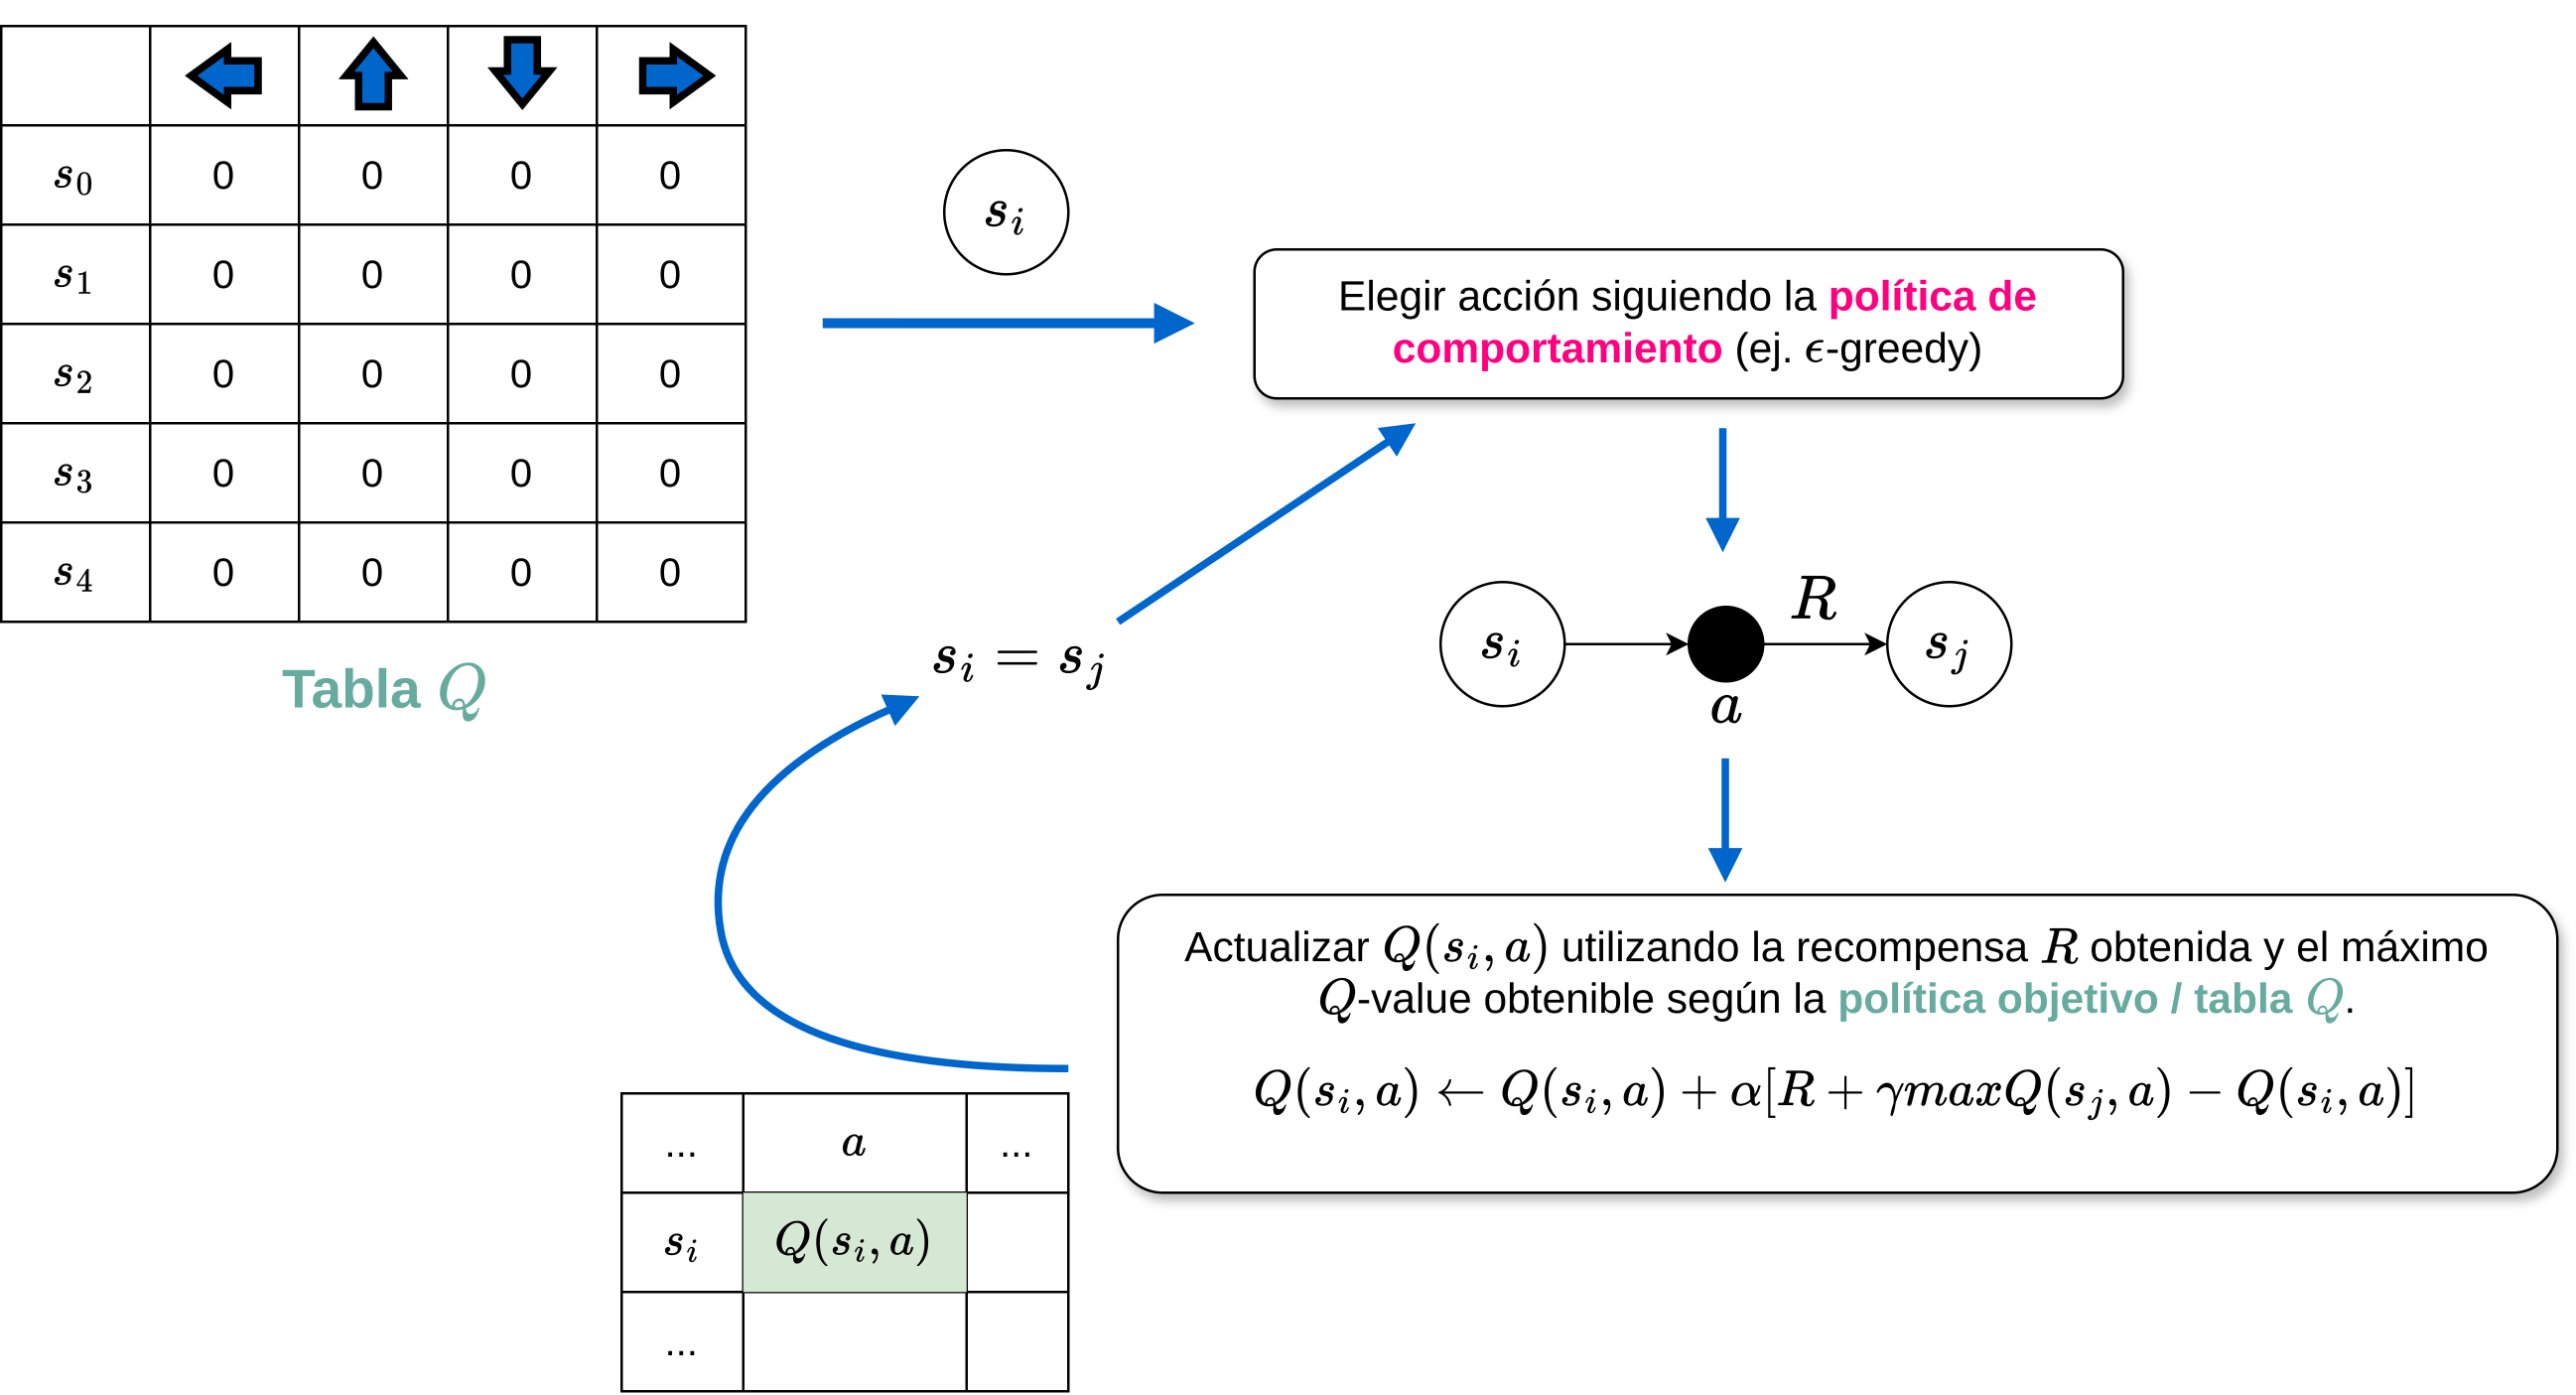 s₀ 0 0 0 0
s₁ 0 0 0 0
s₂ 0 0 0 0
s₃ 0 0 0 0
s₄ 0 0 0 0
Tabla Q
sᵢ
Elegir acción siguiendo la política de
comportamiento (ej. ϵ-greedy)
sᵢ
R
sⱼ
a
sᵢ = sⱼ
Actualizar Q(sᵢ, a) utilizando la recompensa R obtenida y el máximo
Q-value obtenible según la política objetivo / tabla Q.
Q(sᵢ, a) ← Q(sᵢ, a) + α[R + γmaxQ(sⱼ, a) − Q(sᵢ, a)]
... a ...
sᵢ Q(sᵢ, a)
...